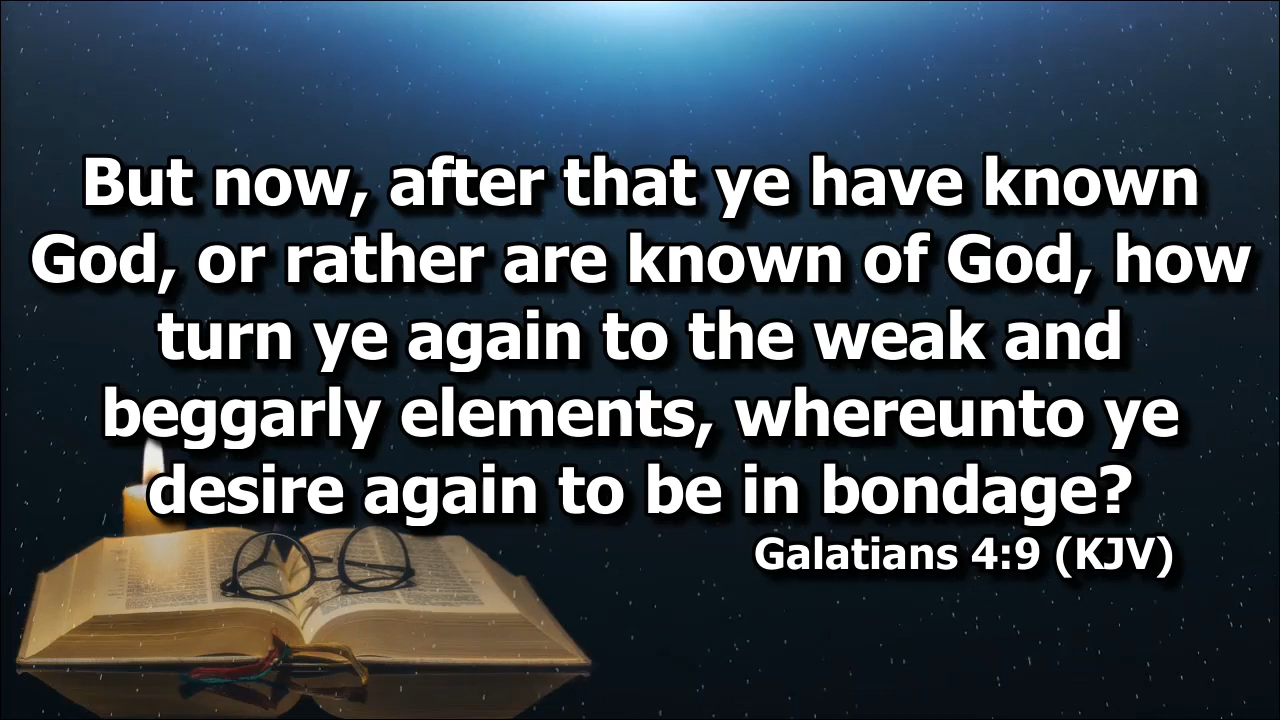 But now, after that ye have known
God, or rather are known of God, how
turn ye again to the weak and
beggarly elements, whereunto ye
desire again to be in bondage?
Galatians 4:9 (KJV)